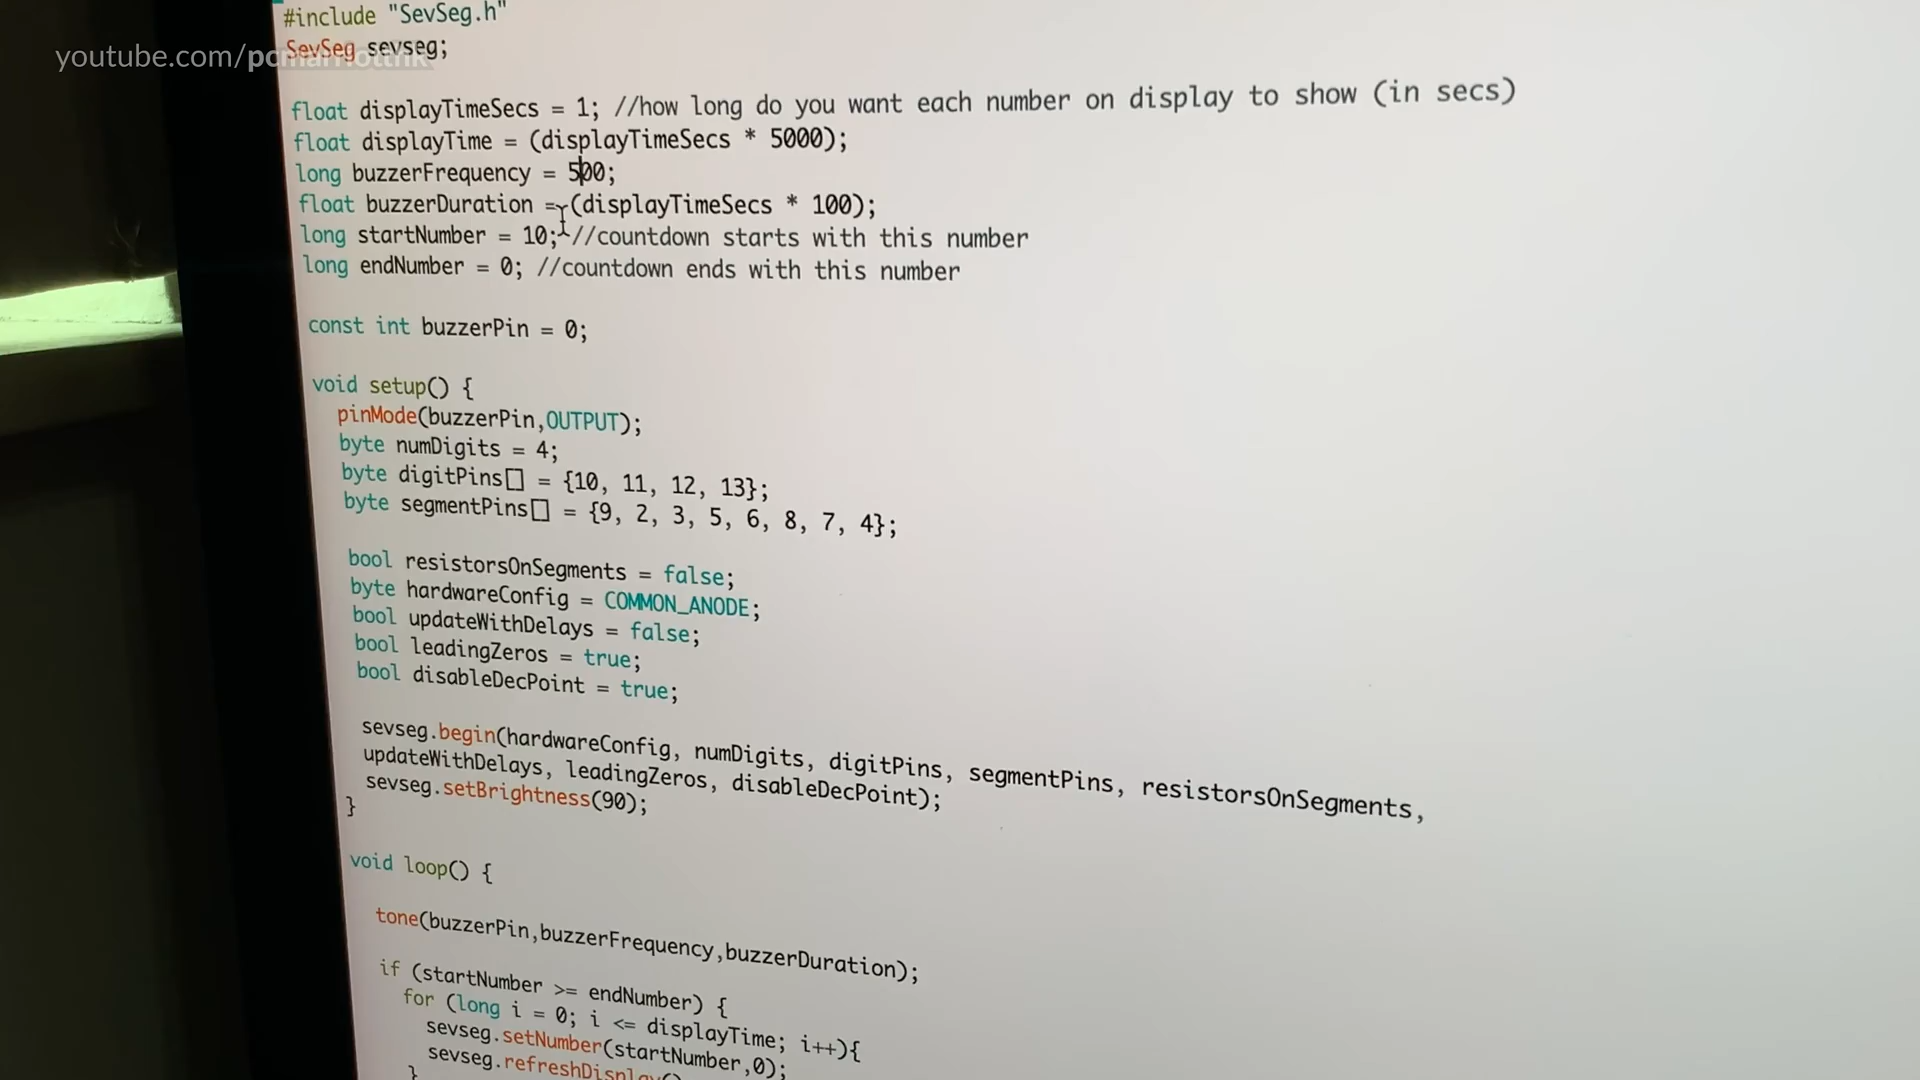 #include "SevSeg.h"
SevSeg sevseg;
youtube.com/pcmarnottnk
float displayTimeSecs = 1; //how long do you want each number on display to show (in secs)
float displayTime = (displayTimeSecs * 5000);
long buzzerFrequency = 500;
float buzzerDuration = (displayTimeSecs * 100);
long startNumber = 10; //countdown starts with this number
long endNumber = 0; //countdown ends with this number
const int buzzerPin = 0;
void setup() {
pinMode(buzzerPin,OUTPUT);
byte numDigits = 4;
byte digitPins[] = {10, 11, 12, 13};
byte segmentPins[] = {9, 2, 3, 5, 6, 8, 7, 4};
bool resistorsOnSegments = false;
byte hardwareConfig = COMMON_ANODE;
bool updateWithDelays = false;
bool leadingZeros = true;
bool disableDecPoint = true;
sevseg.begin(hardwareConfig, numDigits, digitPins, segmentPins, resistorsOnSegments,
updateWithDelays, leadingZeros, disableDecPoint);
sevseg.setBrightness(90);
}
void loop() {
tone(buzzerPin,buzzerFrequency,buzzerDuration);
if (startNumber >= endNumber) {
for (long i = 0; i <= displayTime; i++){
sevseg.setNumber(startNumber,0);
sevseg.refreshDisplay()
}